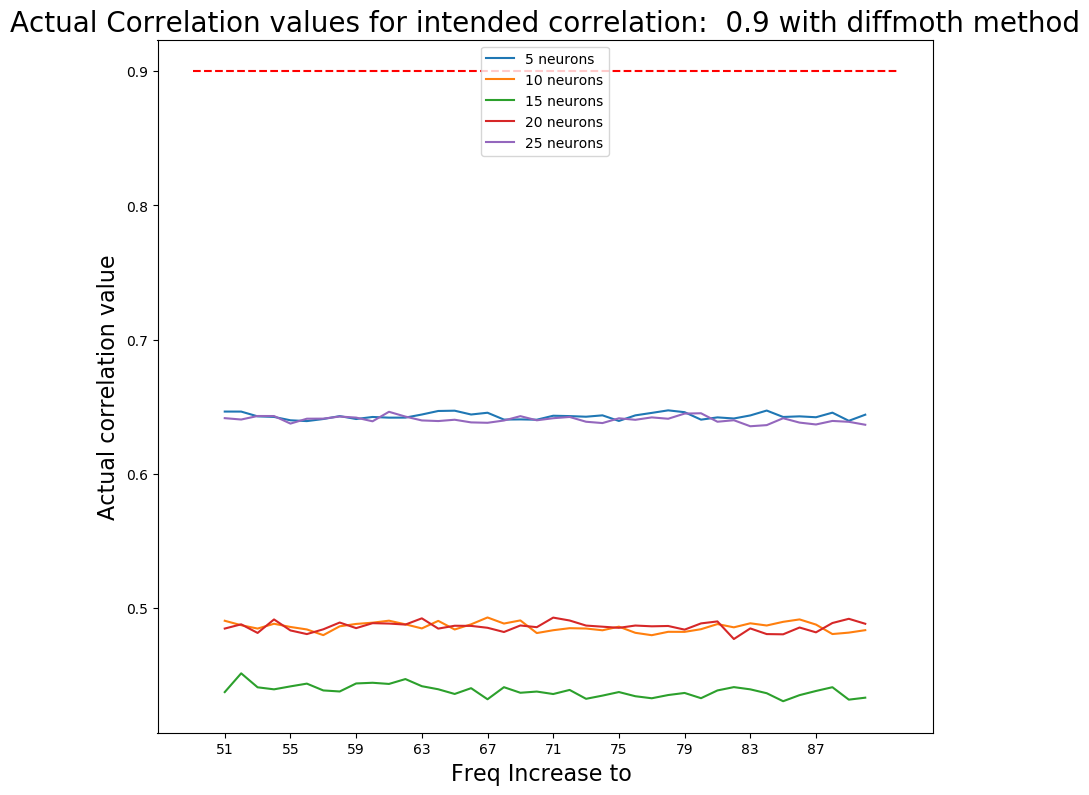 Actual Correlation values for intended correlation:  0.9 with diffmoth method
5 neurons
10 neurons
15 neurons
20 neurons
25 neurons
Actual correlation value
0.9
0.8
0.7
0.6
0.5
51 55 59 63 67 71 75 79 83 87
Freq Increase to